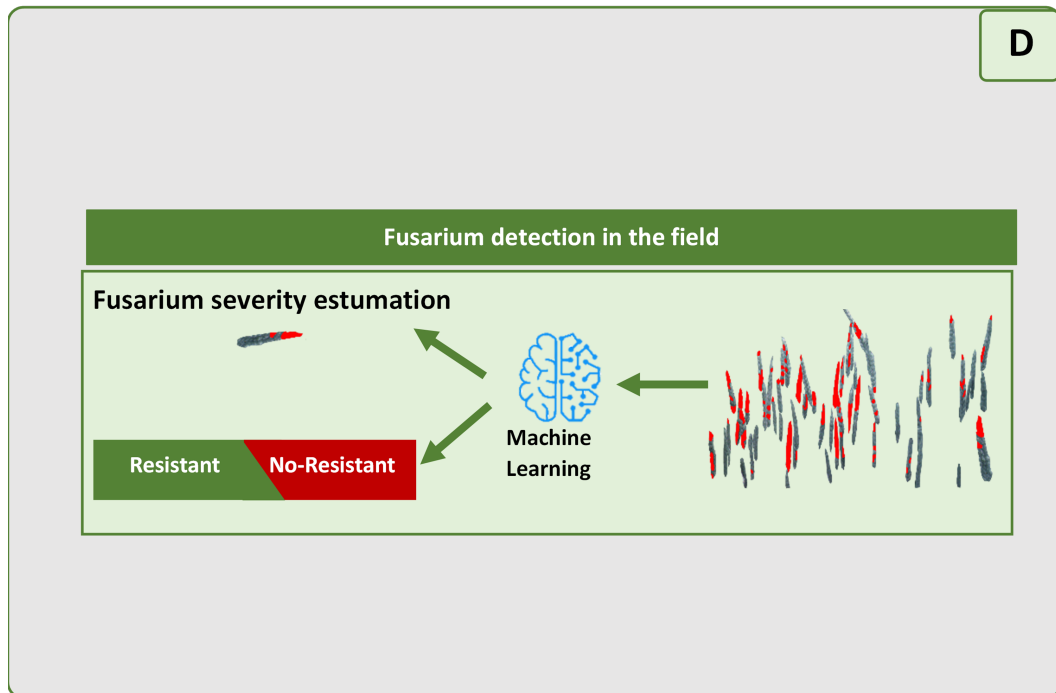 D
Fusarium detection in the field
Fusarium severity estumation
Machine
Learning
Resistant
No-Resistant